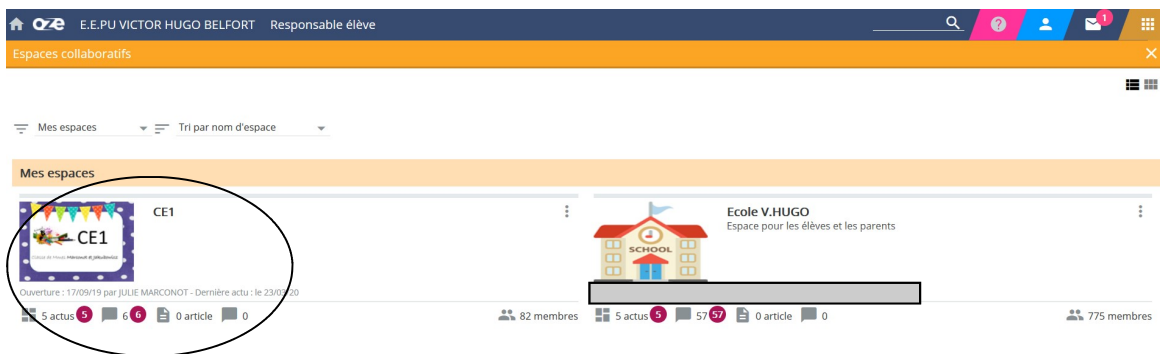 OZE E.E.PU VICTOR HUGO BELFORT Responsable élève ? 1
Espaces collaboratifs
Mes espaces Tri par nom d'espace
Mes espaces
CE1
CE1
Ouverture : 17/09/19 par JULIE MARCONOT - Dernière actu : le 23/03/20
5 actus 5 6 6 0 article 0 82 membres
Ecole V.HUGO
Espace pour les élèves et les parents
SCHOOL
5 actus 5 57 57 0 article 0 775 membres